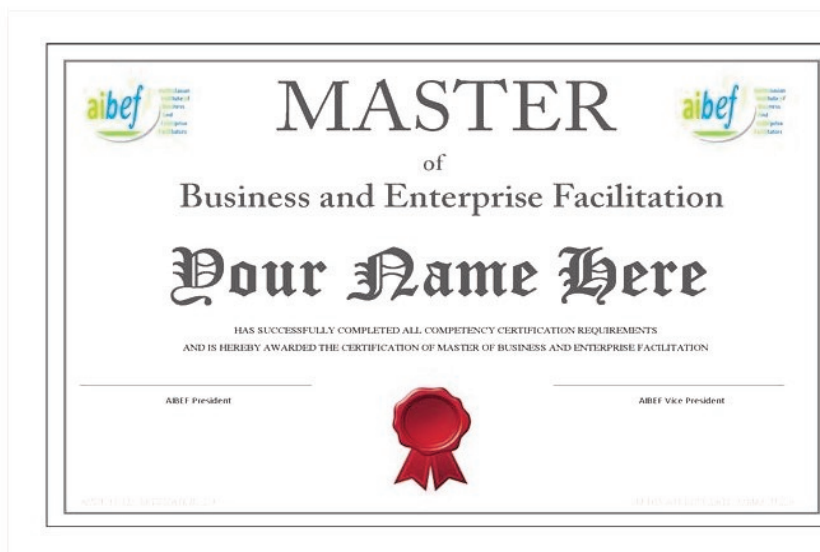 aibef
MASTER
aibef
of
Business and Enterprise Facilitation
Your Name Here
HAS SUCCESSFULLY COMPLETED ALL COMPETENCY CERTIFICATION REQUIREMENTS
AND IS HEREBY AWARDED THE CERTIFICATION OF MASTER OF BUSINESS AND ENTERPRISE FACILITATION
AIBEF President
AIBEF Vice President